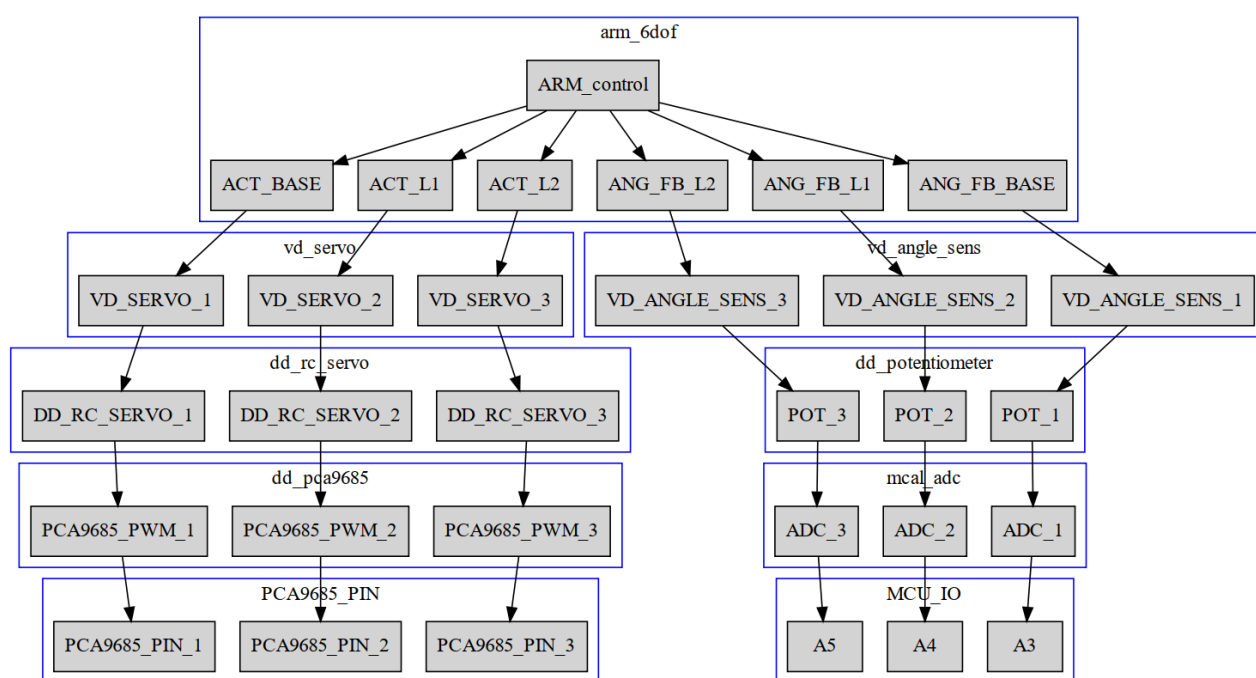 arm_6dof
ARM_control
ACT_BASE
ACT_L1
ACT_L2
ANG_FB_L2
ANG_FB_L1
ANG_FB_BASE
vd_servo
vd_angle_sens
VD_SERVO_1
VD_SERVO_2
VD_SERVO_3
VD_ANGLE_SENS_3
VD_ANGLE_SENS_2
VD_ANGLE_SENS_1
dd_rc_servo
dd_potentiometer
DD_RC_SERVO_1
DD_RC_SERVO_2
DD_RC_SERVO_3
POT_3
POT_2
POT_1
dd_pca9685
mcal_adc
PCA9685_PWM_1
PCA9685_PWM_2
PCA9685_PWM_3
ADC_3
ADC_2
ADC_1
PCA9685_PIN
MCU_IO
PCA9685_PIN_1
PCA9685_PIN_2
PCA9685_PIN_3
A5
A4
A3